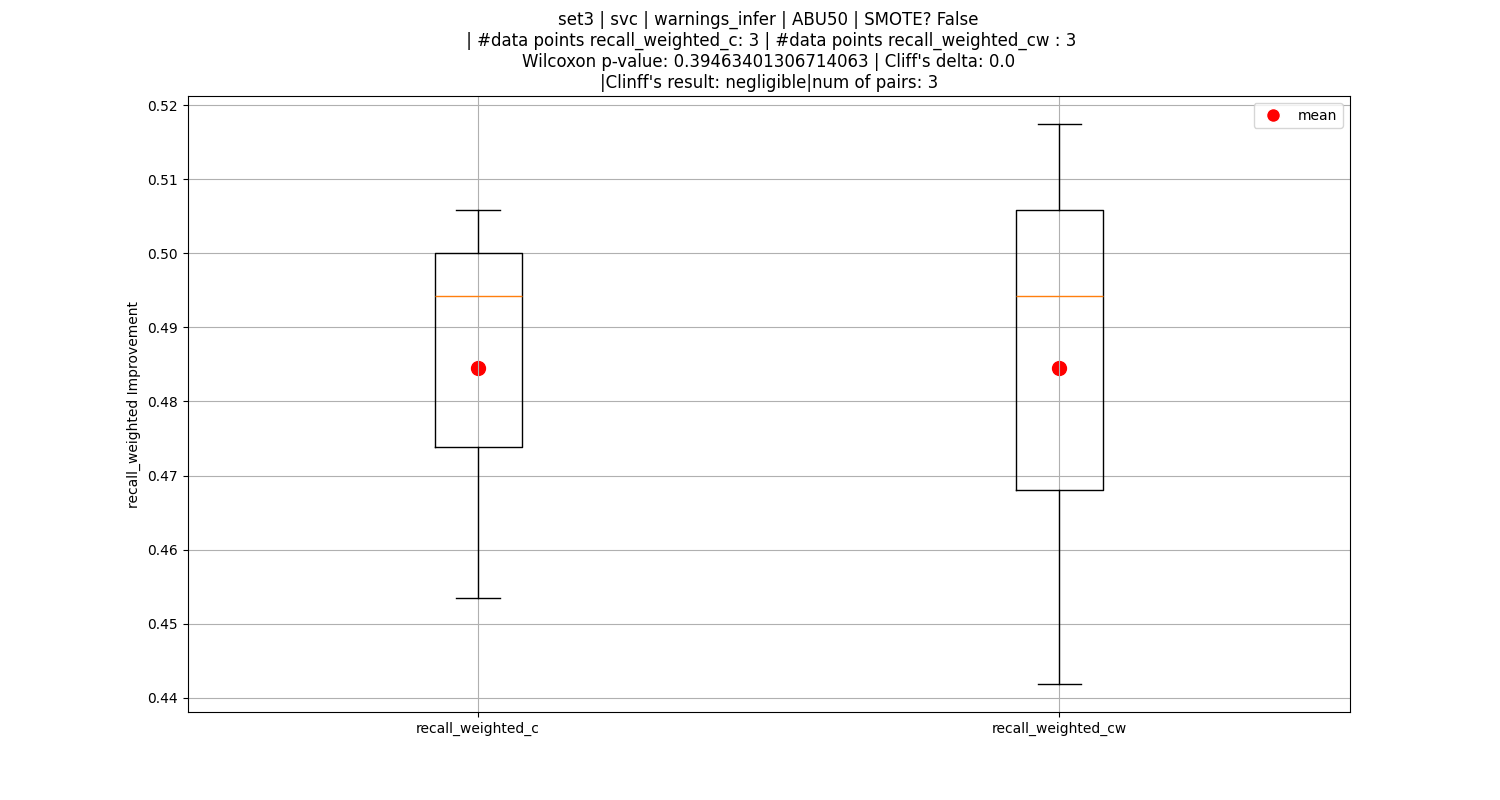 set3 | svc | warnings_infer | ABU50 | SMOTE? False
| #data points recall_weighted_c: 3 | #data points recall_weighted_cw : 3
Wilcoxon p-value: 0.39463401306714063 | Cliff's delta: 0.0
|Clinff's result: negligible|num of pairs: 3
mean
0.52
0.51
0.50
0.49
0.48
0.47
0.46
0.45
0.44
recall_weighted Improvement
recall_weighted_c
recall_weighted_cw